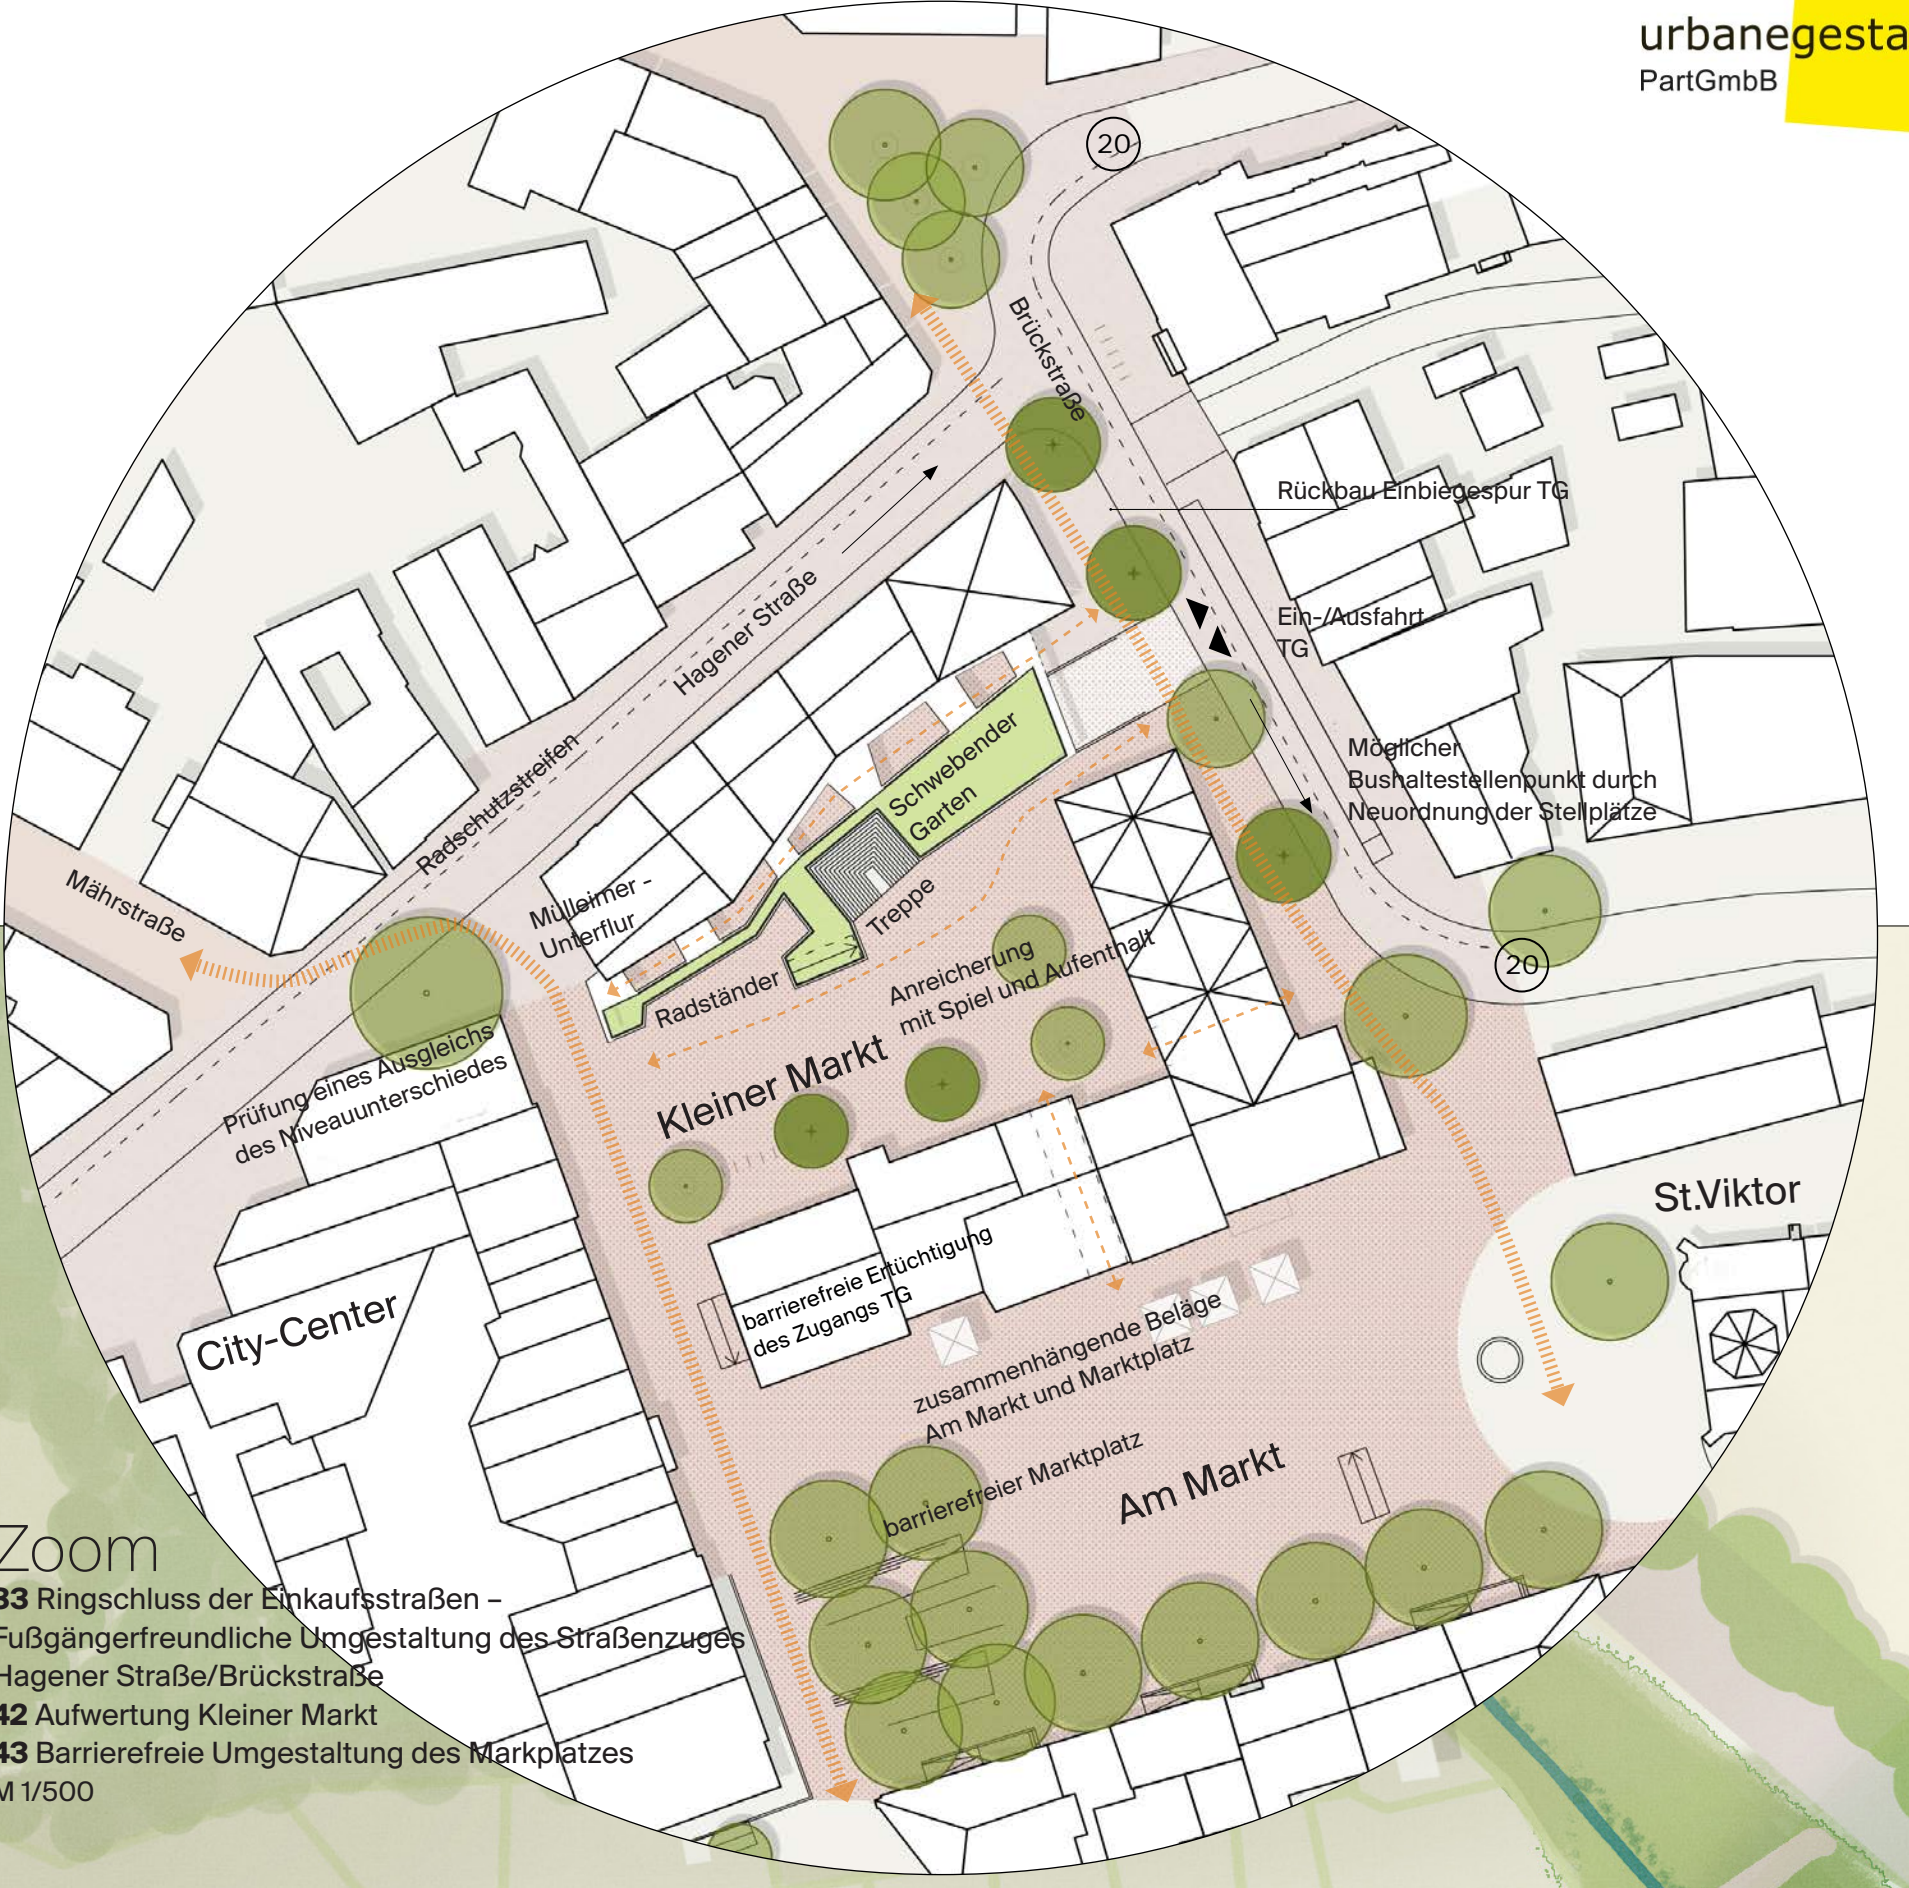 urbanegesta
PartGmbB
20
Brückstraße
Rückbau Einbiegespur TG
Hagener Straße
Ein-/Ausfahrt
TG
Schwebender
Garten
Möglicher
Bushaltestellenpunkt durch
Neuordnung der Stellplätze
Radschutzstreifen
Mährstraße
Mülleimer -
Unterflur
Treppe
Radständer
Anreicherung
mit Spiel und Aufenthalt
20
Prüfung eines Ausgleichs
des Niveauunterschiedes
Kleiner Markt
St.Viktor
City-Center
barrierefreie Ertüchtigung
des Zugangs TG
zusammenhängende Beläge
Am Markt und Marktplatz
barrierefreier Marktplatz
Am Markt
Zoom
33 Ringschluss der Einkaufsstraßen –
Fußgängerfreundliche Umgestaltung des Straßenzuges
Hagener Straße/Brückstraße
42 Aufwertung Kleiner Markt
43 Barrierefreie Umgestaltung des Markplatzes
M 1/500